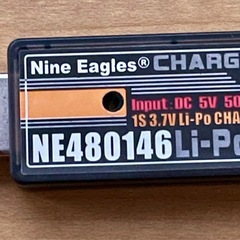 Nine Eagles® CHARG
Input: DC 5V 50
1S 3.7V Li-Po CHA
NE480146 Li-Po